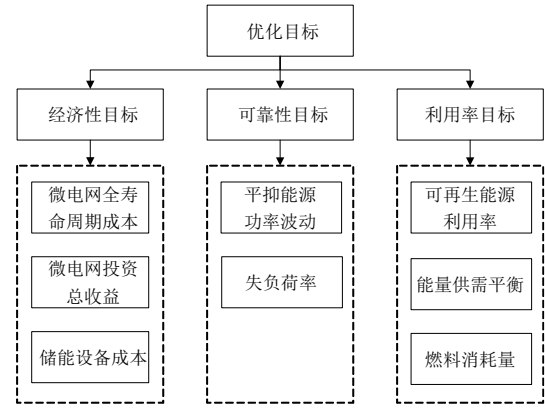 优化目标
经济性目标
可靠性目标
利用率目标
微电网全寿
命周期成本
微电网投资
总收益
储能设备成本
平抑能源
功率波动
失负荷率
可再生能源
利用率
能量供需平衡
燃料消耗量